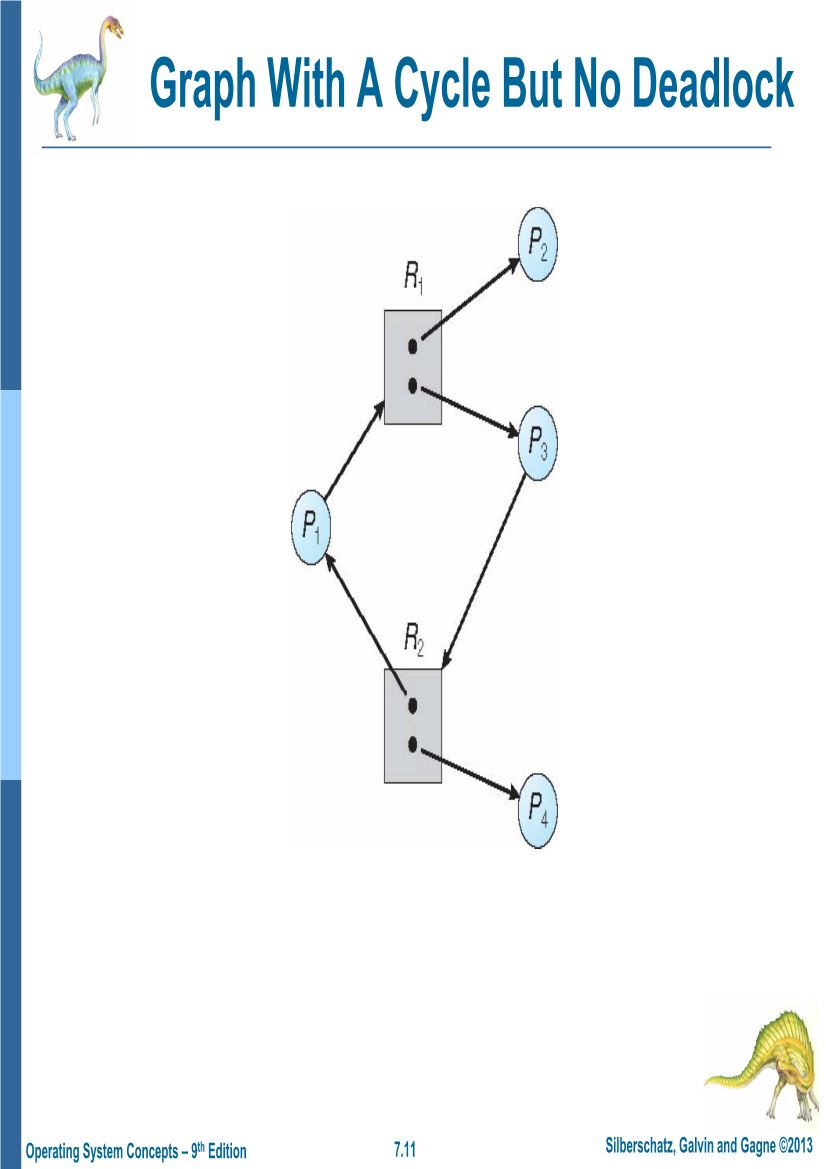 Graph With A Cycle But No Deadlock
P2
R1
P3
P1
R2
P4
Operating System Concepts – 9th Edition
7.11
Silberschatz, Galvin and Gagne ©2013